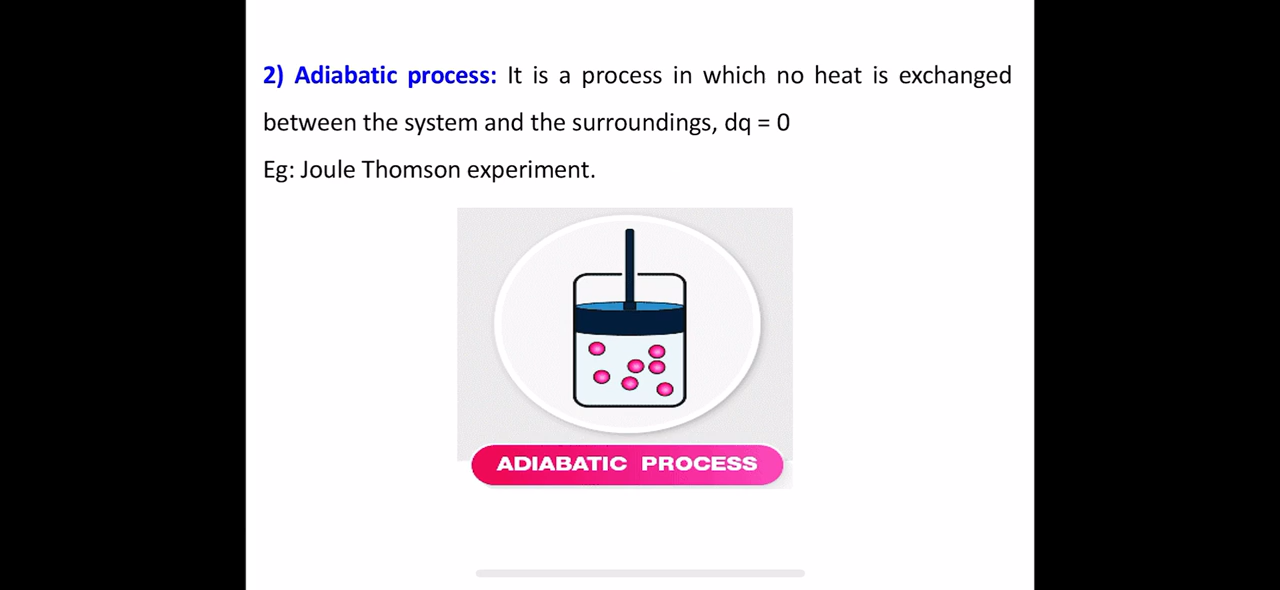 2) Adiabatic process: It is a process in which no heat is exchanged
between the system and the surroundings, dq = 0
Eg: Joule Thomson experiment.
ADIABATIC PROCESS